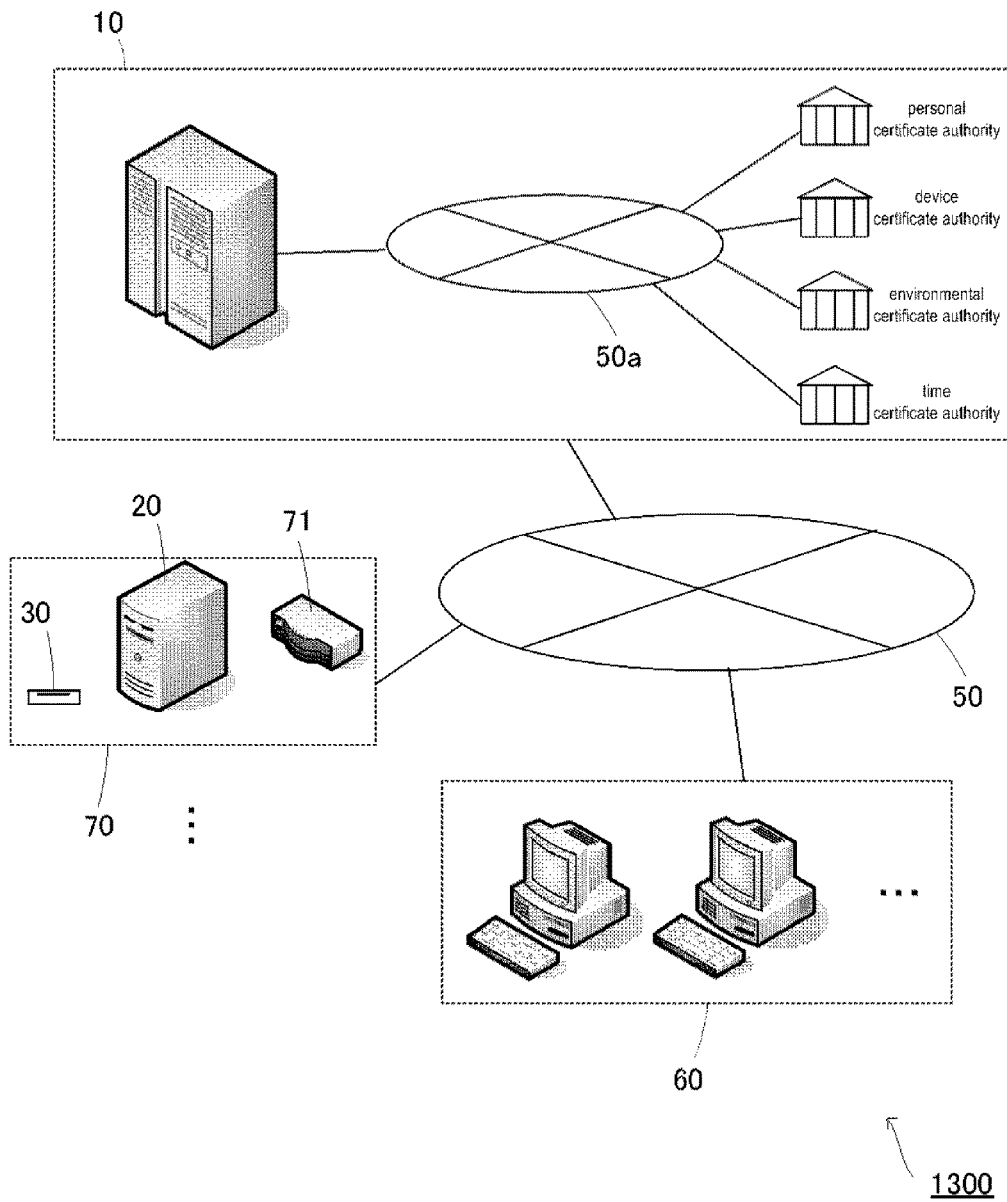 10
personal
certificate authority
device
certificate authority
environmental
certificate authority
50a
time
certificate authority
20
71
30
50
70
60
1300